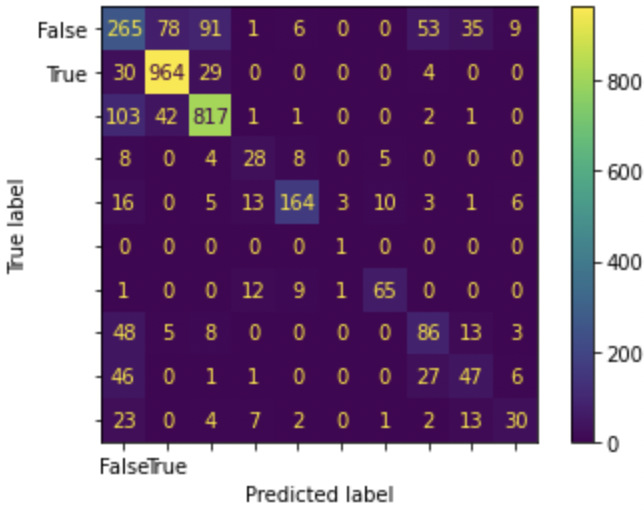 False 265 78 91 1 6 0 0 53 35 9
True 30 964 29 0 0 0 0 4 0 0
103 42 817 1 1 0 0 2 1 0
8 0 4 28 8 0 5 0 0 0
16 0 5 13 164 3 10 3 1 6
0 0 0 0 0 1 0 0 0 0
1 0 0 12 9 1 65 0 0 0
48 5 8 0 0 0 0 86 13 3
46 0 1 1 0 0 0 27 47 6
23 0 4 7 2 0 1 2 13 30
FalseTrue
Predicted label
True label
800
600
400
200
0